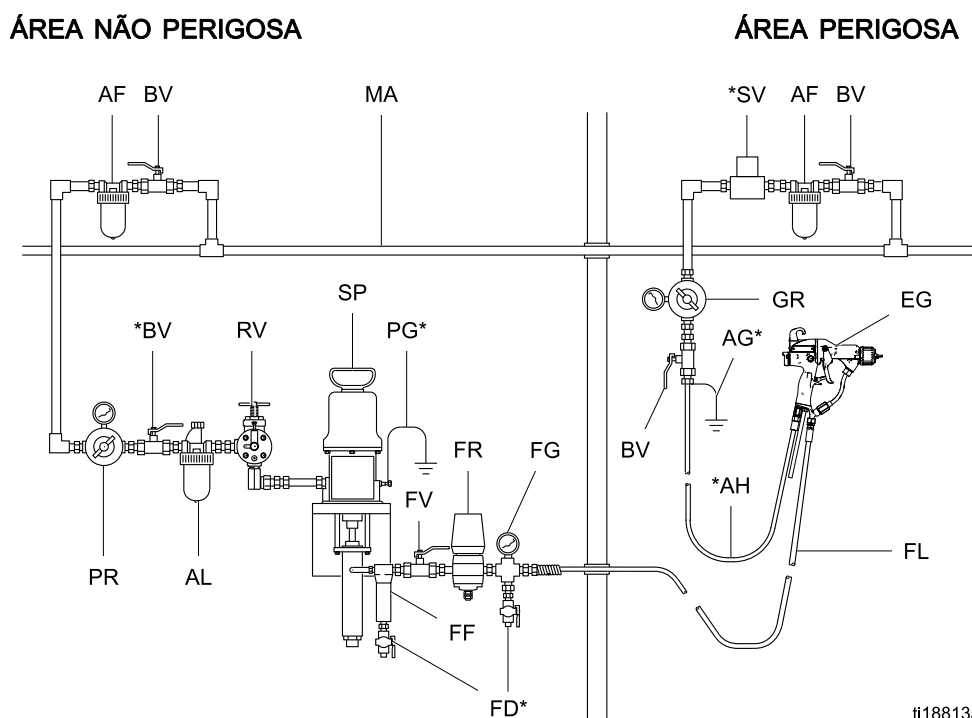 ÁREA NÃO PERIGOSA
ÁREA PERIGOSA
AF BV MA *SV AF BV
SP GR EG
*BV RV PG* AG*
BV FR FG *AH
FV
PR AL FL
FF
FD*
ti18813